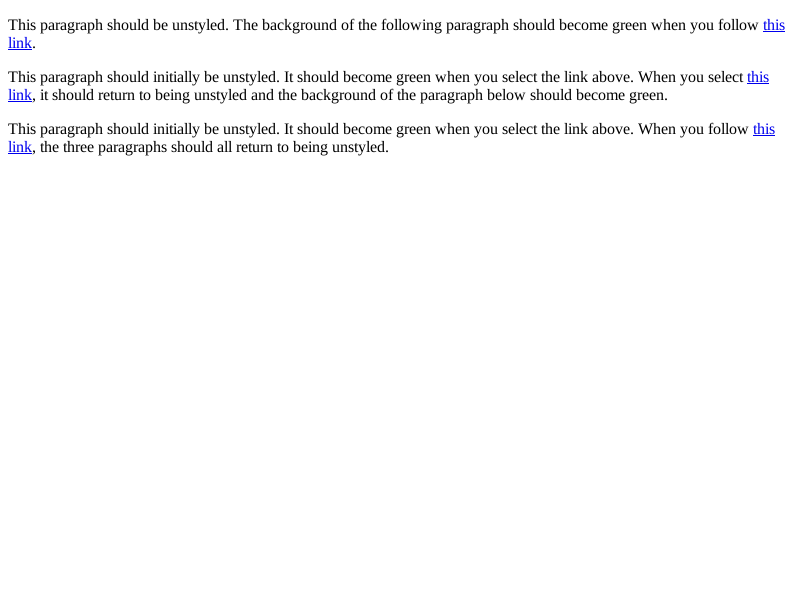 This paragraph should be unstyled. The background of the following paragraph should become green when you follow this
link.
This paragraph should initially be unstyled. It should become green when you select the link above. When you select this
link, it should return to being unstyled and the background of the paragraph below should become green.
This paragraph should initially be unstyled. It should become green when you select the link above. When you follow this
link, the three paragraphs should all return to being unstyled.